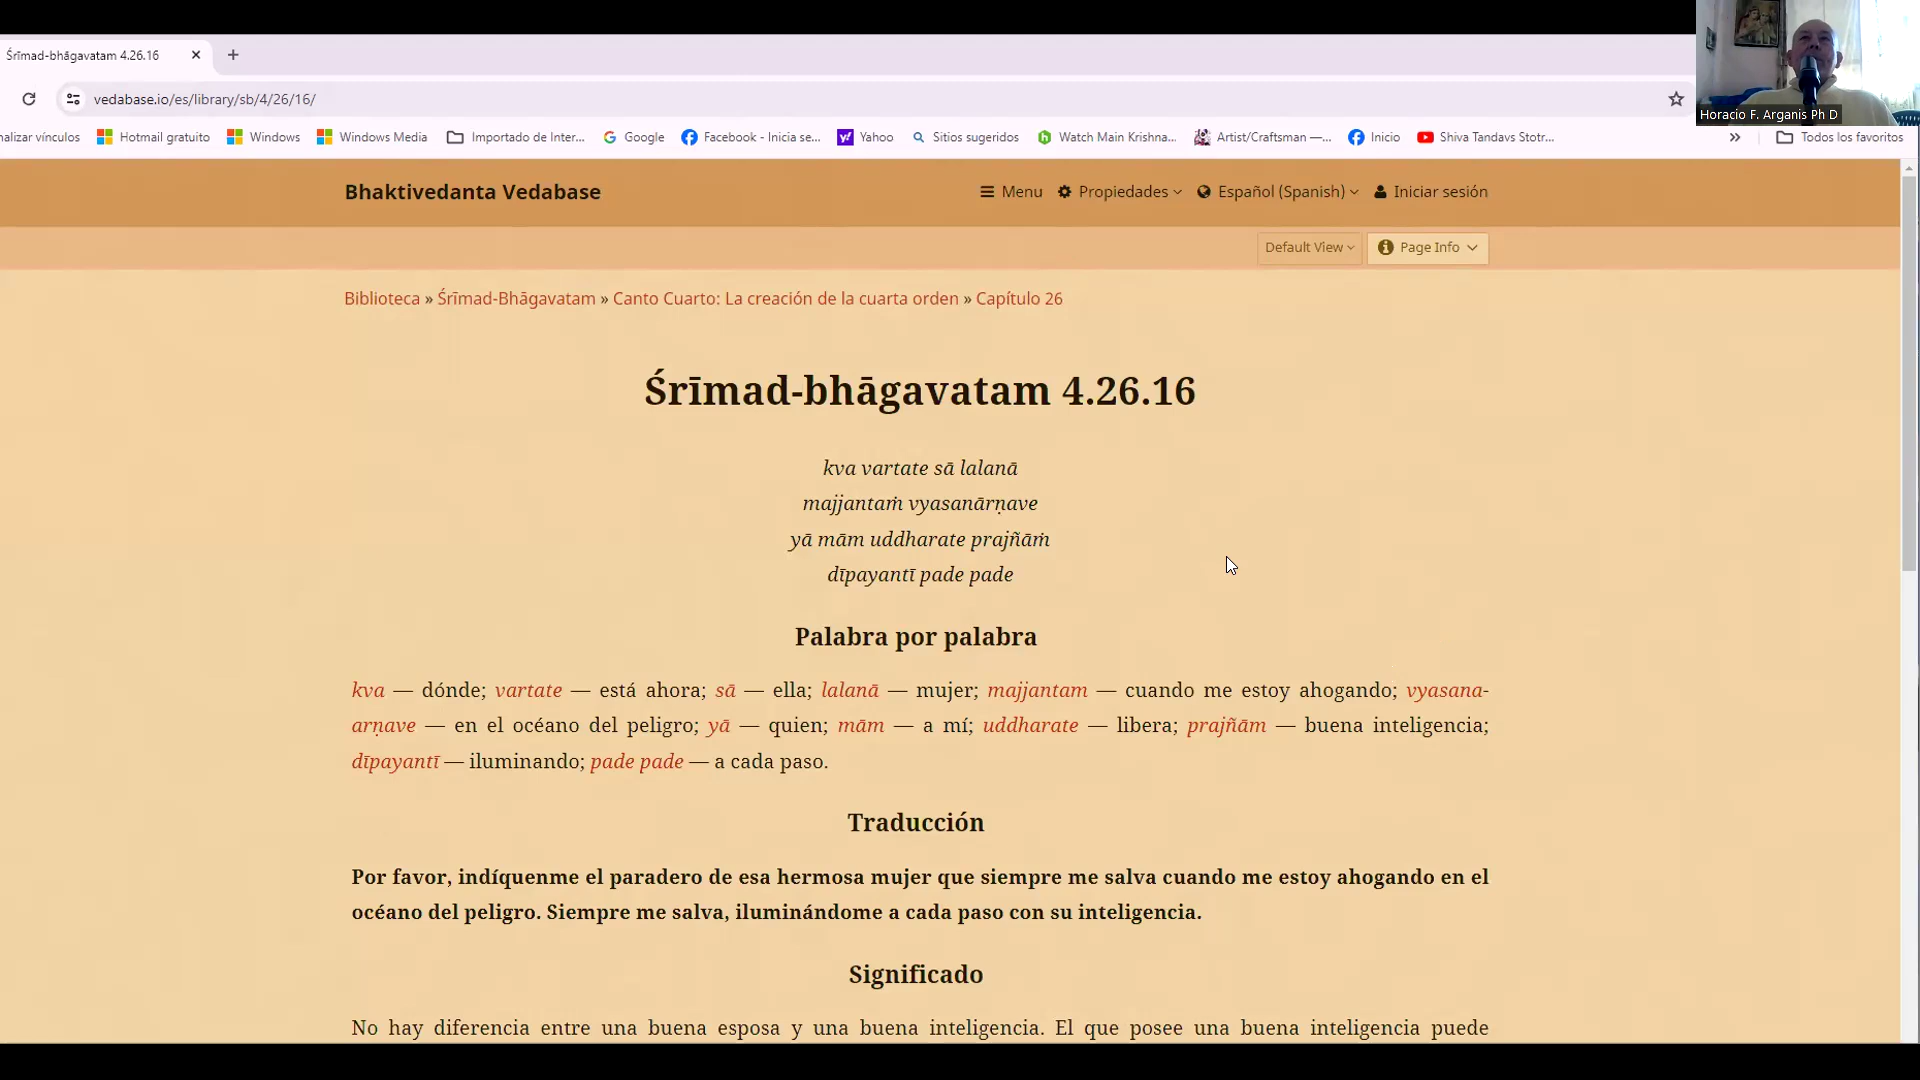 Śrīmad-bhāgavatam 4.26.16
vedabase.io/es/library/sb/4/26/16/
Horacio F. Arganis Ph D
nalizar vínculos Hotmail gratuito Windows Windows Media Importado de Inter... Google Facebook - Inicia se... Yahoo Sitios sugeridos Watch Main Krishna... Artist/Craftsman —... Inicio Shiva Tandavs Stotr... » Todos los favoritos
Bhaktivedanta Vedabase Menu Propiedades Español (Spanish) Iniciar sesión
Default View Page Info
Biblioteca » Śrīmad-Bhāgavatam » Canto Cuarto: La creación de la cuarta orden » Capítulo 26
Śrīmad-bhāgavatam 4.26.16
kva vartate sā lalanā
majjantaṁ vyasanārṇave
yā mām uddharate prajñāṁ
dīpayantī pade pade
Palabra por palabra
kva — dónde; vartate — está ahora; sā — ella; lalanā — mujer; majjantam — cuando me estoy ahogando; vyasana-
arṇave — en el océano del peligro; yā — quien; mām — a mí; uddharate — libera; prajñām — buena inteligencia;
dīpayantī — iluminando; pade pade — a cada paso.
Traducción
Por favor, indíquenme el paradero de esa hermosa mujer que siempre me salva cuando me estoy ahogando en el
océano del peligro. Siempre me salva, iluminándome a cada paso con su inteligencia.
Significado
No hay diferencia entre una buena esposa y una buena inteligencia. El que posee una buena inteligencia puede